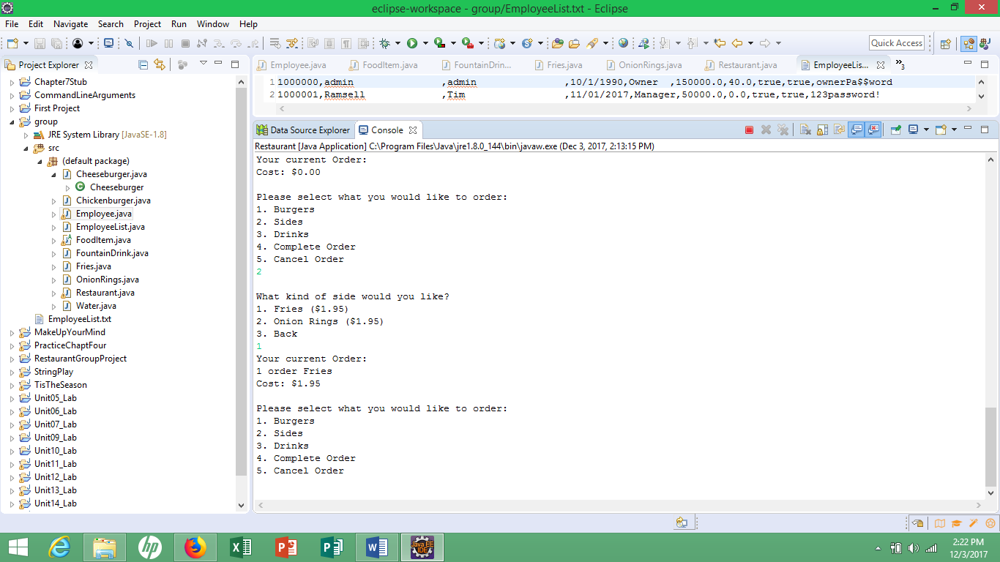 eclipse-workspace - group/EmployeeList.txt - Eclipse
File Edit Navigate Search Project Run Window Help
Quick Access
Project Explorer
Chapter7Stub
CommandLineArguments
First Project
group
JRE System Library [JavaSE-1.8]
src
(default package)
Cheeseburger.java
Cheeseburger
Chickenburger.java
Employee.java
EmployeeList.java
FoodItem.java
FountainDrink.java
Fries.java
OnionRings.java
Restaurant.java
Water.java
EmployeeList.txt
MakeUpYourMind
PracticeChaptFour
RestaurantGroupProject
StringPlay
TisTheSeason
Unit05_Lab
Unit06_Lab
Unit07_Lab
Unit09_Lab
Unit10_Lab
Unit11_Lab
Unit12_Lab
Unit13_Lab
Unit14_Lab
Employee.java FoodItem.java FountainDrin... Fries.java OnionRings.java Restaurant.java EmployeeLis... »3
1 1000000,admin ,admin ,10/1/1990,Owner ,150000.0,40.0,true,true,ownerPa$$word
2 1000001,Ramsell ,Tim ,11/01/2017,Manager,50000.0,0.0,true,true,123password!
Data Source Explorer Console
Restaurant [Java Application] C:\Program Files\Java\jre1.8.0_144\bin\javaw.exe (Dec 3, 2017, 2:13:15 PM)
Your current Order:
Cost: $0.00
Please select what you would like to order:
1. Burgers
2. Sides
3. Drinks
4. Complete Order
5. Cancel Order
2
What kind of side would you like?
1. Fries ($1.95)
2. Onion Rings ($1.95)
3. Back
1
Your current Order:
1 order Fries
Cost: $1.95
Please select what you would like to order:
1. Burgers
2. Sides
3. Drinks
4. Complete Order
5. Cancel Order
hp
Java EE
IDE
2:22 PM
12/3/2017